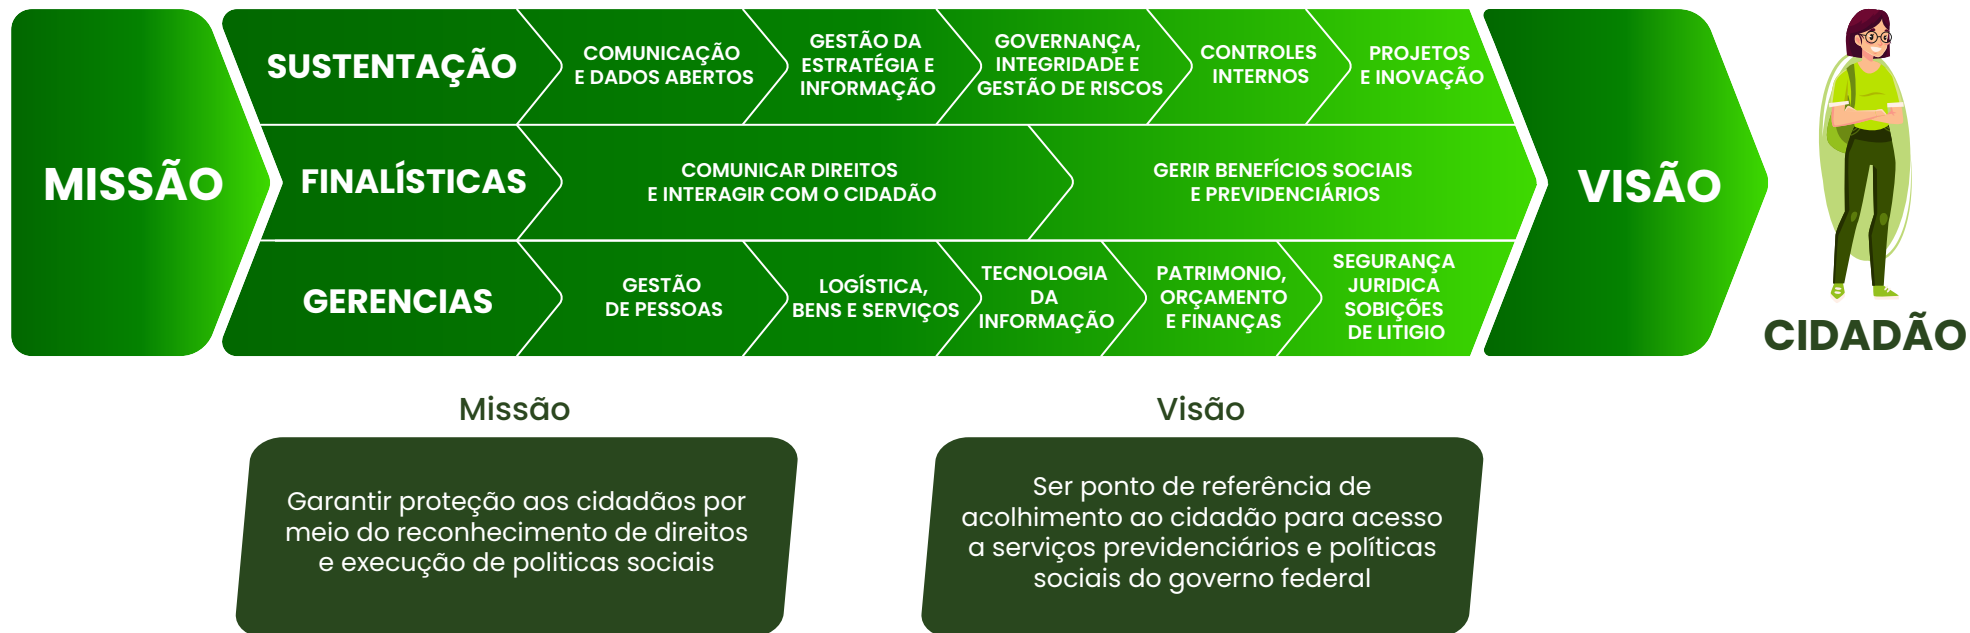 MISSÃO
SUSTENTAÇÃO
COMUNICAÇÃO
E DADOS ABERTOS
GESTÃO DA
ESTRATÉGIA E
INFORMAÇÃO
GOVERNANÇA,
INTEGRIDADE E
GESTÃO DE RISCOS
CONTROLES
INTERNOS
PROJETOS
E INOVAÇÃO
FINALÍSTICAS
COMUNICAR DIREITOS
E INTERAGIR COM O CIDADÃO
GERIR BENEFÍCIOS SOCIAIS
E PREVIDENCIÁRIOS
GERENCIAS
GESTÃO
DE PESSOAS
LOGÍSTICA,
BENS E SERVIÇOS
TECNOLOGIA
DA
INFORMAÇÃO
PATRIMONIO,
ORÇAMENTO
E FINANÇAS
SEGURANÇA
JURIDICA
SOBIÇÕES
DE LITIGIO
VISÃO
CIDADÃO
Missão
Garantir proteção aos cidadãos por
meio do reconhecimento de direitos
e execução de politicas sociais
Visão
Ser ponto de referência de
acolhimento ao cidadão para acesso
a serviços previdenciários e políticas
sociais do governo federal